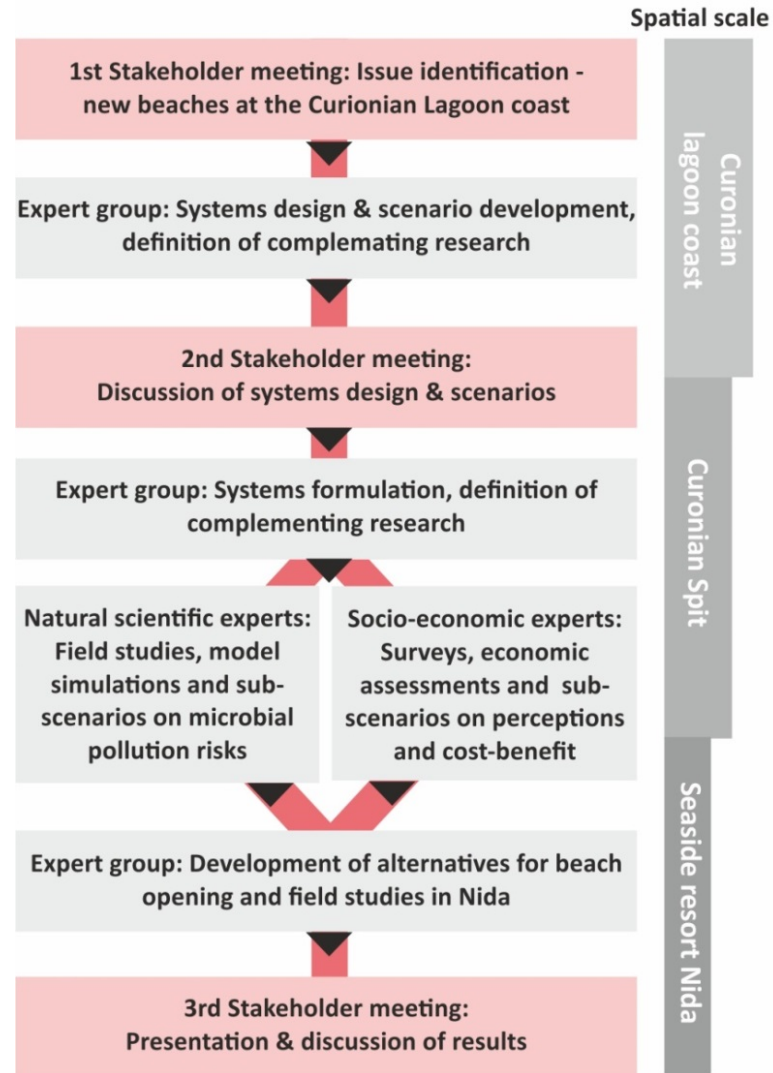 Spatial scale
1st Stakeholder meeting: Issue identification -
new beaches at the Curionian Lagoon coast
Expert group: Systems design & scenario development,
definition of complemating research
2nd Stakeholder meeting:
Discussion of systems design & scenarios
Expert group: Systems formulation, definition of
complementing research
Natural scientific experts:
Field studies, model
simulations and sub-
scenarios on microbial
pollution risks
Socio-economic experts:
Surveys, economic
assessments and sub-
scenarios on perceptions
and cost-benefit
Expert group: Development of alternatives for beach
opening and field studies in Nida
3rd Stakeholder meeting:
Presentation & discussion of results
Curonian
lagoon coast
Curonian Spit
Seaside resort Nida